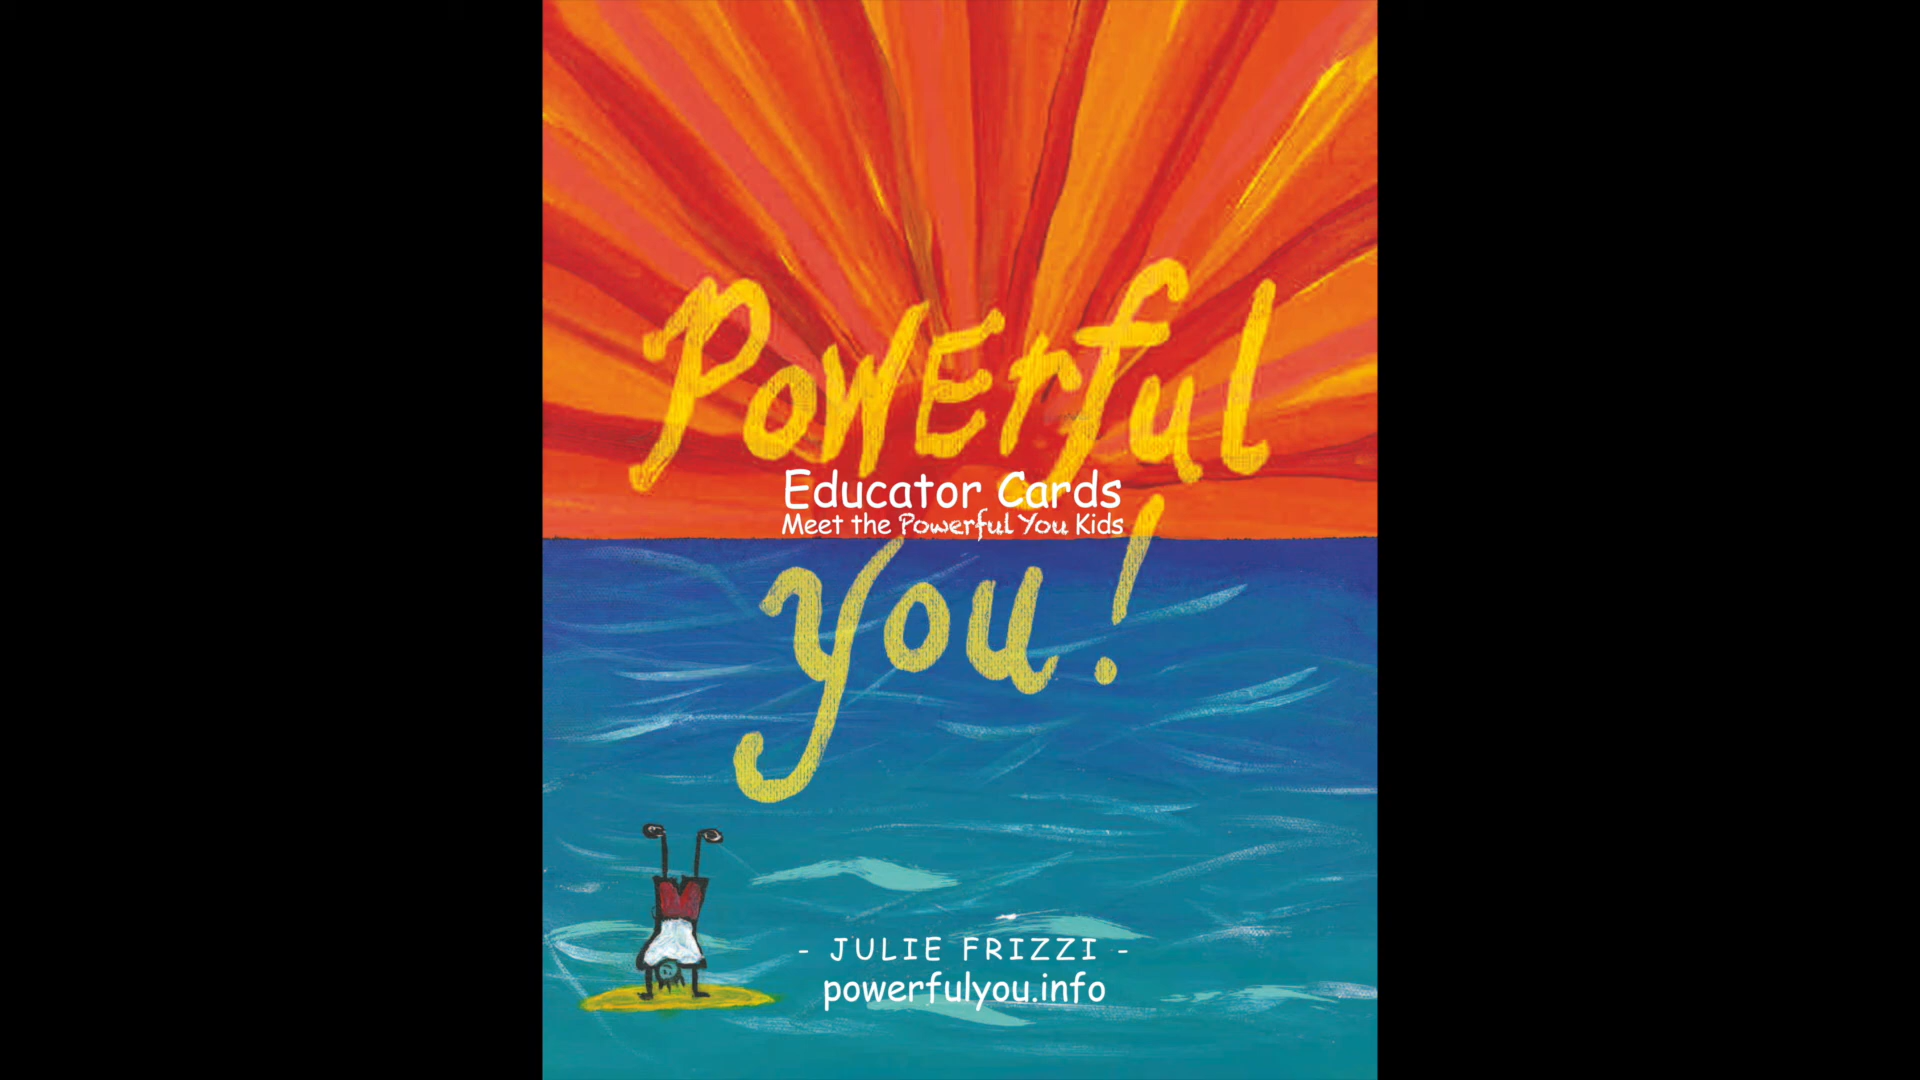 Powerful
Educator Cards
Meet the Powerful You Kids
you!
- JULIE FRIZZI -
powerfulyou.info